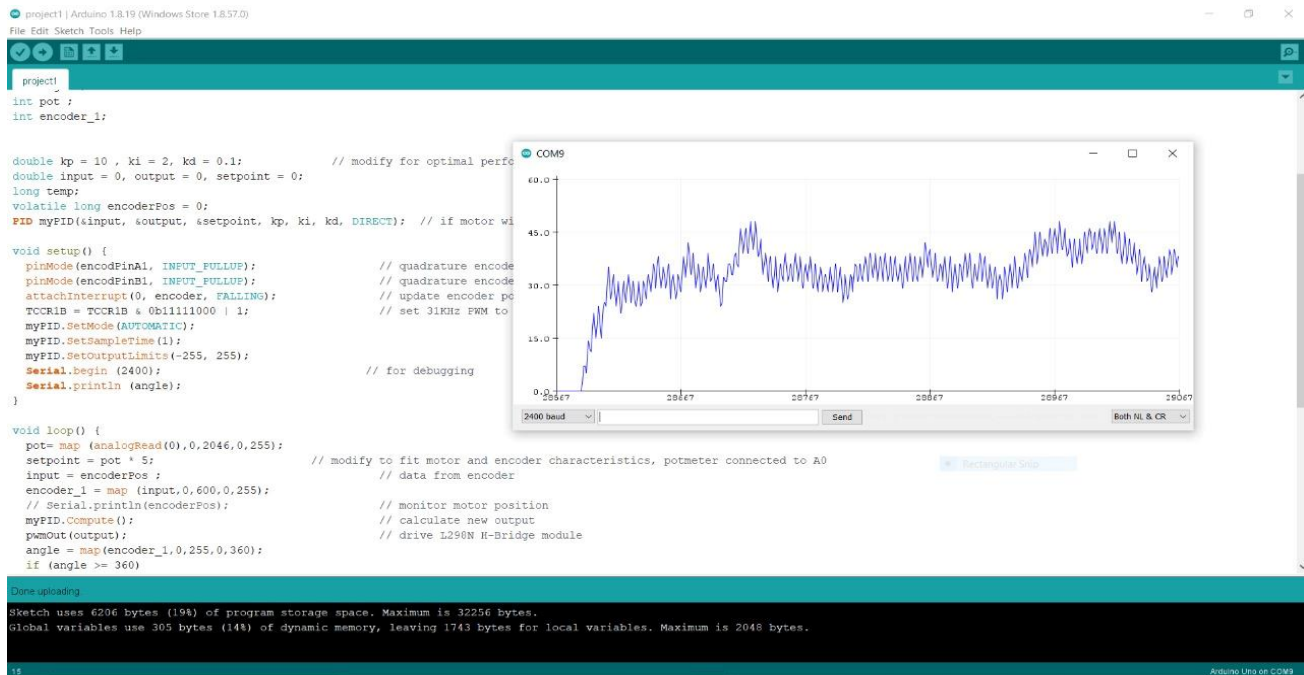 project1 | Arduino 1.8.19 (Windows Store 1.8.57.0)
File Edit Sketch Tools Help
project1
int pot ;
int encoder_1;
double kp = 10 , ki = 2, kd = 0.1; // modify for optimal perfo
double input = 0, output = 0, setpoint = 0;
long temp;
volatile long encoderPos = 0;
PID myPID(&input, &output, &setpoint, kp, ki, kd, DIRECT); // if motor wi
void setup() {
pinMode(encodPinA1, INPUT_PULLUP); // quadrature encode
pinMode(encodPinB1, INPUT_PULLUP); // quadrature encode
attachInterrupt(0, encoder, FALLING); // update encoder po
TCCR1B = TCCR1B & 0b11111000 | 1; // set 31KHz PWM to
myPID.SetMode(AUTOMATIC);
myPID.SetSampleTime(1);
myPID.SetOutputLimits(-255, 255);
Serial.begin (2400); // for debugging
Serial.println (angle);
}
void loop() {
pot= map (analogRead(0),0,2046,0,255);
setpoint = pot * 5; // modify to fit motor and encoder characteristics, potmeter connected to A0
input = encoderPos ; // data from encoder
encoder_1 = map (input,0,600,0,255);
// Serial.println(encoderPos); // monitor motor position
myPID.Compute(); // calculate new output
pwmOut(output); // drive L298N H-Bridge module
angle = map(encoder_1,0,255,0,360);
if (angle >= 360)
COM9
60.0
45.0
30.0
15.0
0.0
28567 28667 28767 28867 28967 29067
2400 baud Send Both NL & CR
Rectangular Snip
Done uploading.
Sketch uses 6206 bytes (19%) of program storage space. Maximum is 32256 bytes.
Global variables use 305 bytes (14%) of dynamic memory, leaving 1743 bytes for local variables. Maximum is 2048 bytes.
15 Arduino Uno on COM9